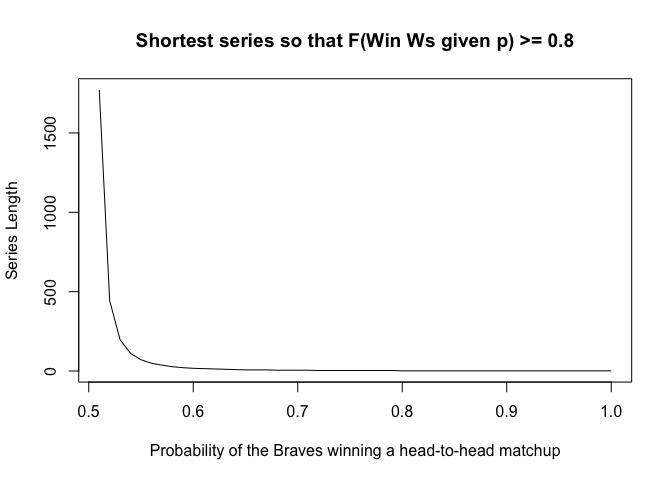 Shortest series so that F(Win Ws given p) >= 0.8
Series Length
1500
1000
500
0
0.5 0.6 0.7 0.8 0.9 1.0
Probability of the Braves winning a head-to-head matchup